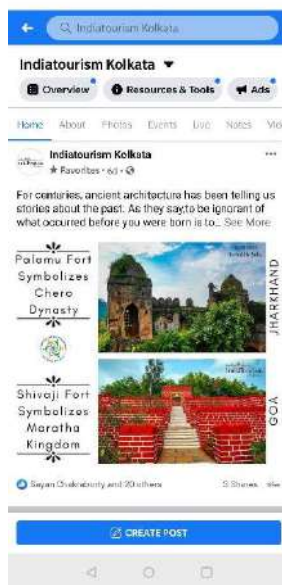 Indiatourism Kolkata
Indiatourism Kolkata
Overview
Resources & Tools
Ads
Home About Photos Events Live Notes
Indiatourism Kolkata
Favorites • 6d •
For centuries, ancient architecture has been telling us
stories about the past. As they say,to be ignorant of
what occurred before you were born is to... See More
Palamu Fort
Symbolizes
Chero
Dynasty
JHARKHAND
Shivaji Fort
Symbolizes
Maratha
Kingdom
GOA
Sayan Chakraborty and 20 others
3 Shares
CREATE POST